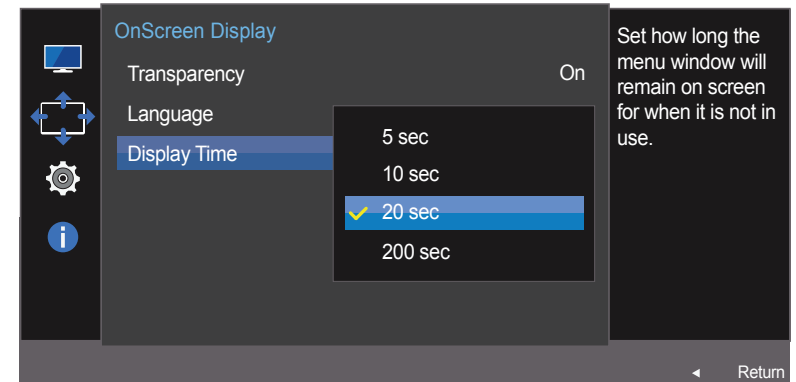 OnScreen Display
Transparency On
Language
Display Time
5 sec
10 sec
20 sec
200 sec
Set how long the
menu window will
remain on screen
for when it is not in
use.
Return